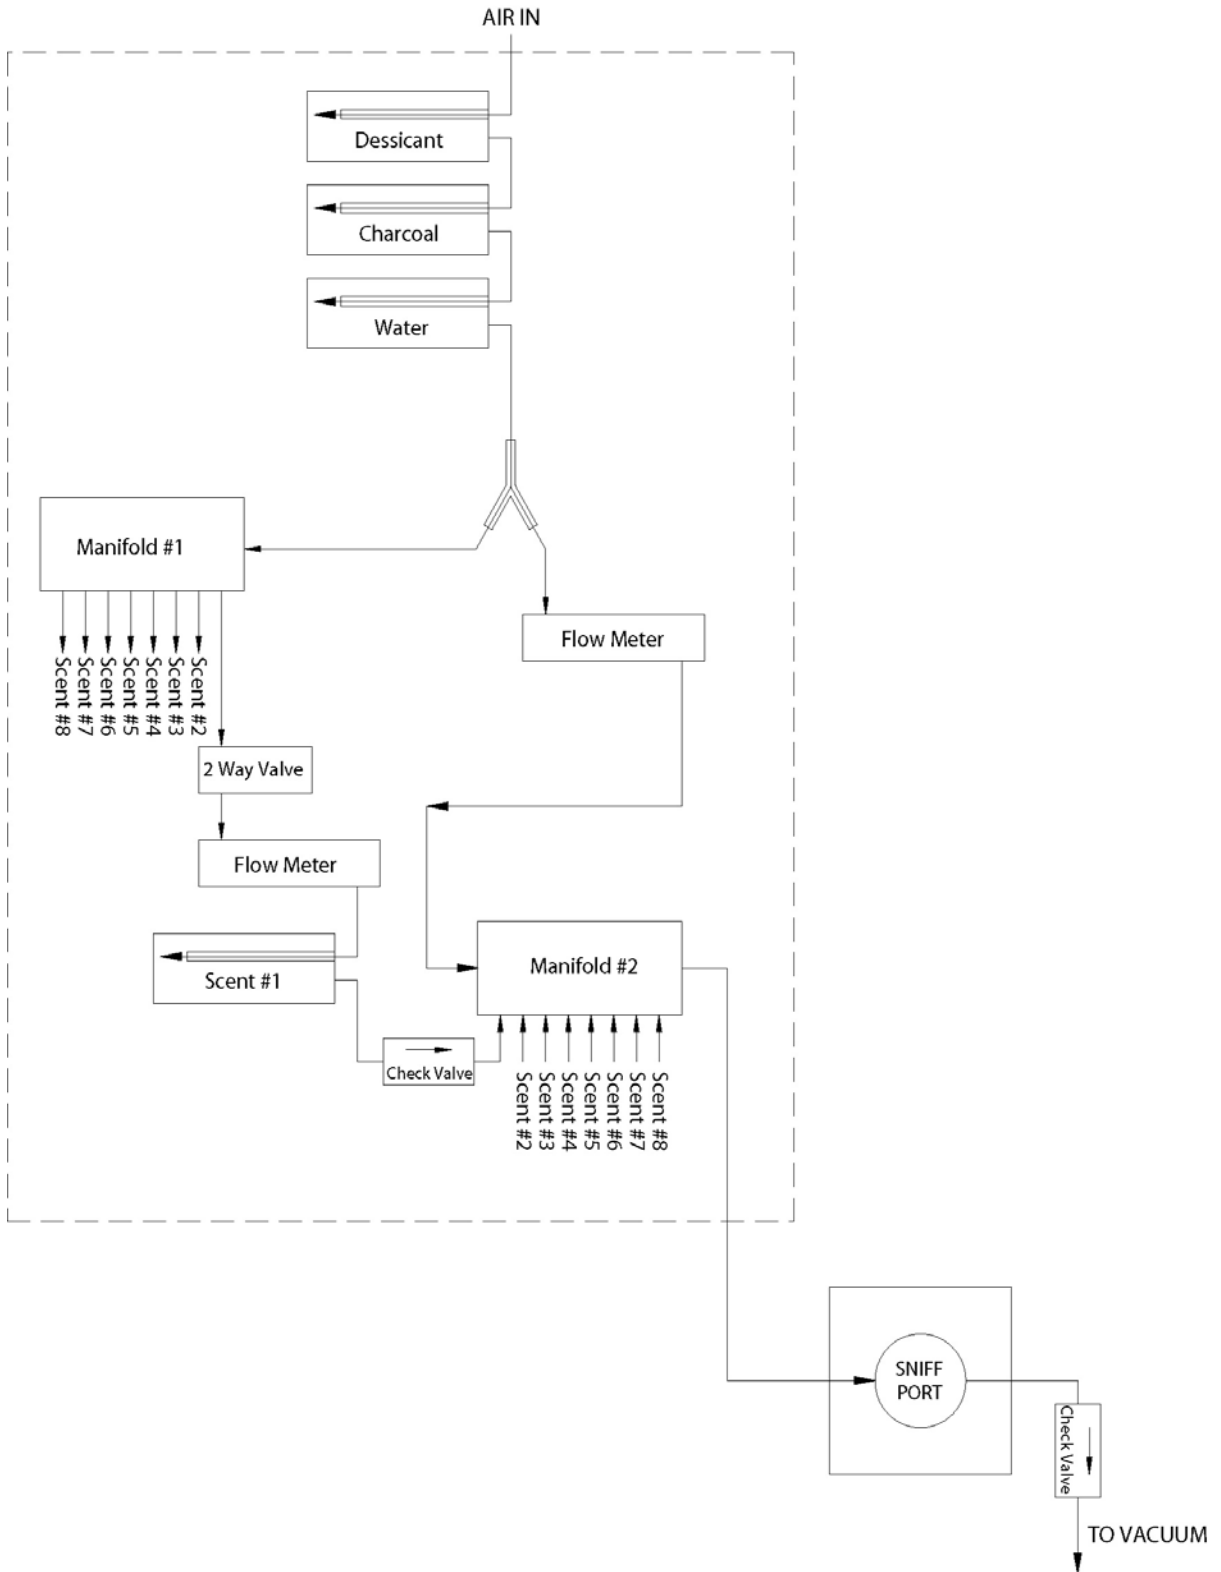 AIR IN
Dessicant
Charcoal
Water
Manifold #1
Flow Meter
Scent #8
Scent #7
Scent #6
Scent #5
Scent #4
Scent #3
Scent #2
2 Way Valve
Flow Meter
Scent #1
Manifold #2
Check Valve
Scent #2
Scent #3
Scent #4
Scent #5
Scent #6
Scent #7
Scent #8
SNIFF
PORT
Check Valve
TO VACUUM